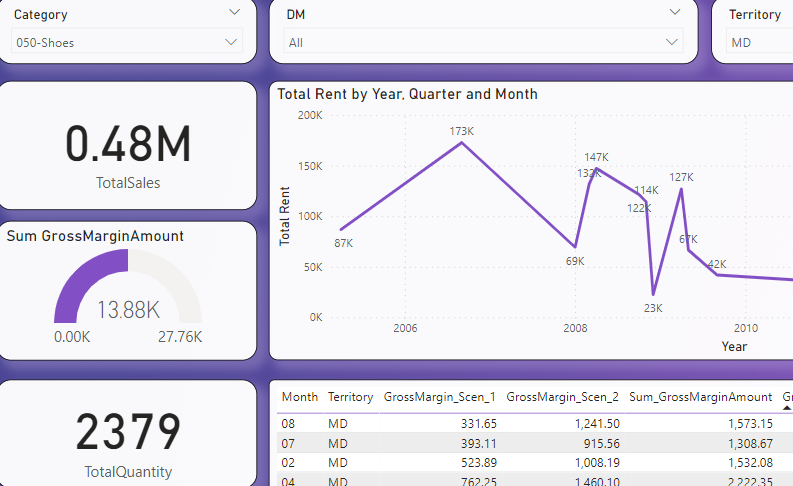 Category
050-Shoes
DM
All
Territory
MD
0.48M
TotalSales
Sum GrossMarginAmount
13.88K
0.00K
27.76K
2379
TotalQuantity
Total Rent by Year, Quarter and Month
Total Rent
200K
150K
100K
50K
0K
87K
173K
69K
132K
147K
122K
114K
23K
127K
67K
42K
2006
2008
2010
Year
Month Territory GrossMargin_Scen_1 GrossMargin_Scen_2 Sum_GrossMarginAmount
08 MD 331.65 1,241.50 1,573.15
07 MD 393.11 915.56 1,308.67
02 MD 523.89 1,008.19 1,532.08
04 MD 762.25 1,460.10 2,222.35